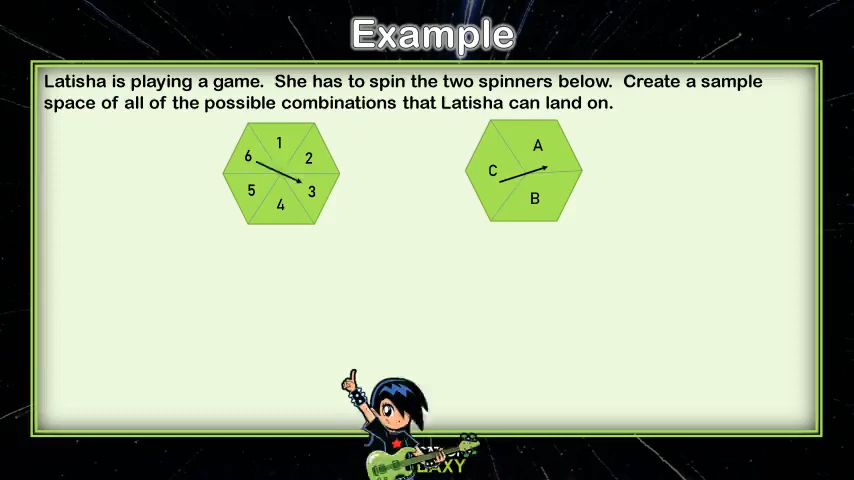 Example
Latisha is playing a game.  She has to spin the two spinners below.  Create a sample
space of all of the possible combinations that Latisha can land on.
1
2
3
4
5
6
A
B
C